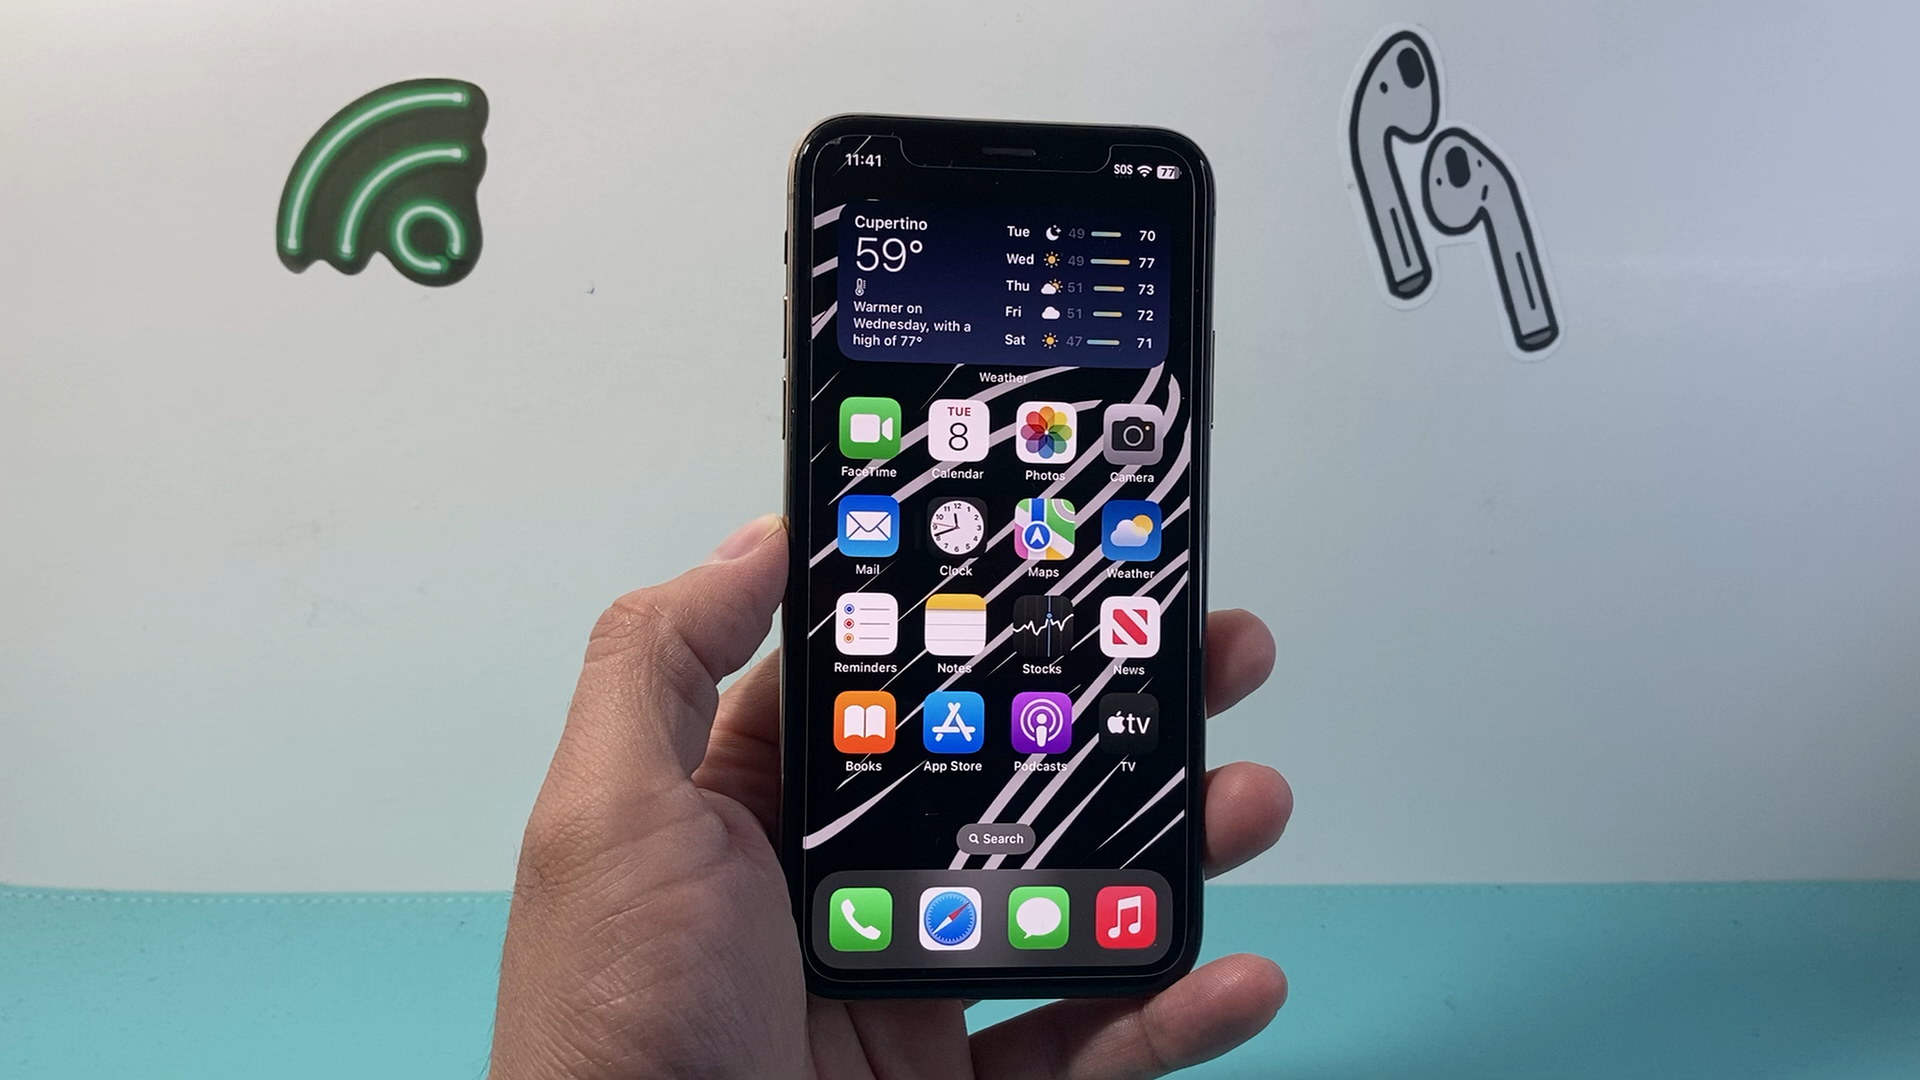 11:41
SOS 77
Cupertino
59°
Warmer on
Wednesday, with a
high of 77°
Tue 49 70
Wed 49 77
Thu 51 73
Fri 51 72
Sat 47 71
Weather
TUE
8
FaceTime Calendar Photos Camera
Mail Clock Maps Weather
Reminders Notes Stocks News
tv
Books App Store Podcasts TV
Search